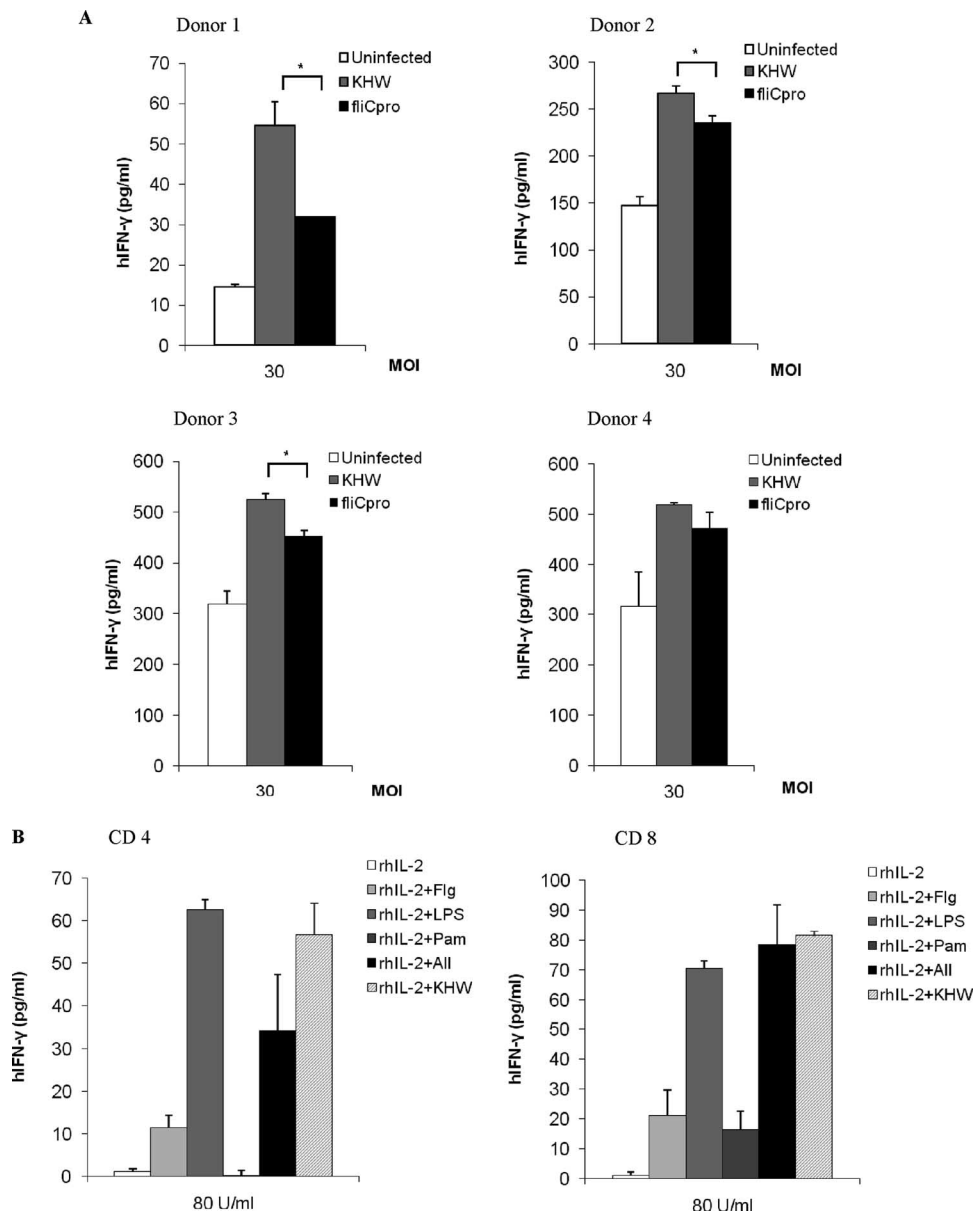 A
Donor 1
Uninfected
KHW
fliCpro
*
70
60
50
40
30
20
10
0
hIFN-γ (pg/ml)
30
MOI
Donor 2
Uninfected
KHW
fliCpro
*
300
250
200
150
100
50
0
hIFN-γ (pg/ml)
30
MOI
Donor 3
Uninfected
KHW
fliCpro
*
600
500
400
300
200
100
0
hIFN-γ (pg/ml)
30
MOI
Donor 4
Uninfected
KHW
fliCpro
600
500
400
300
200
100
0
hIFN-γ (pg/ml)
30
MOI
B
CD 4
rhIL-2
rhIL-2+Flg
rhIL-2+LPS
rhIL-2+Pam
rhIL-2+All
rhIL-2+KHW
70
60
50
40
30
20
10
0
hIFN-γ (pg/ml)
80 U/ml
CD 8
rhIL-2
rhIL-2+Flg
rhIL-2+LPS
rhIL-2+Pam
rhIL-2+All
rhIL-2+KHW
100
90
80
70
60
50
40
30
20
10
0
hIFN-γ (pg/ml)
80 U/ml